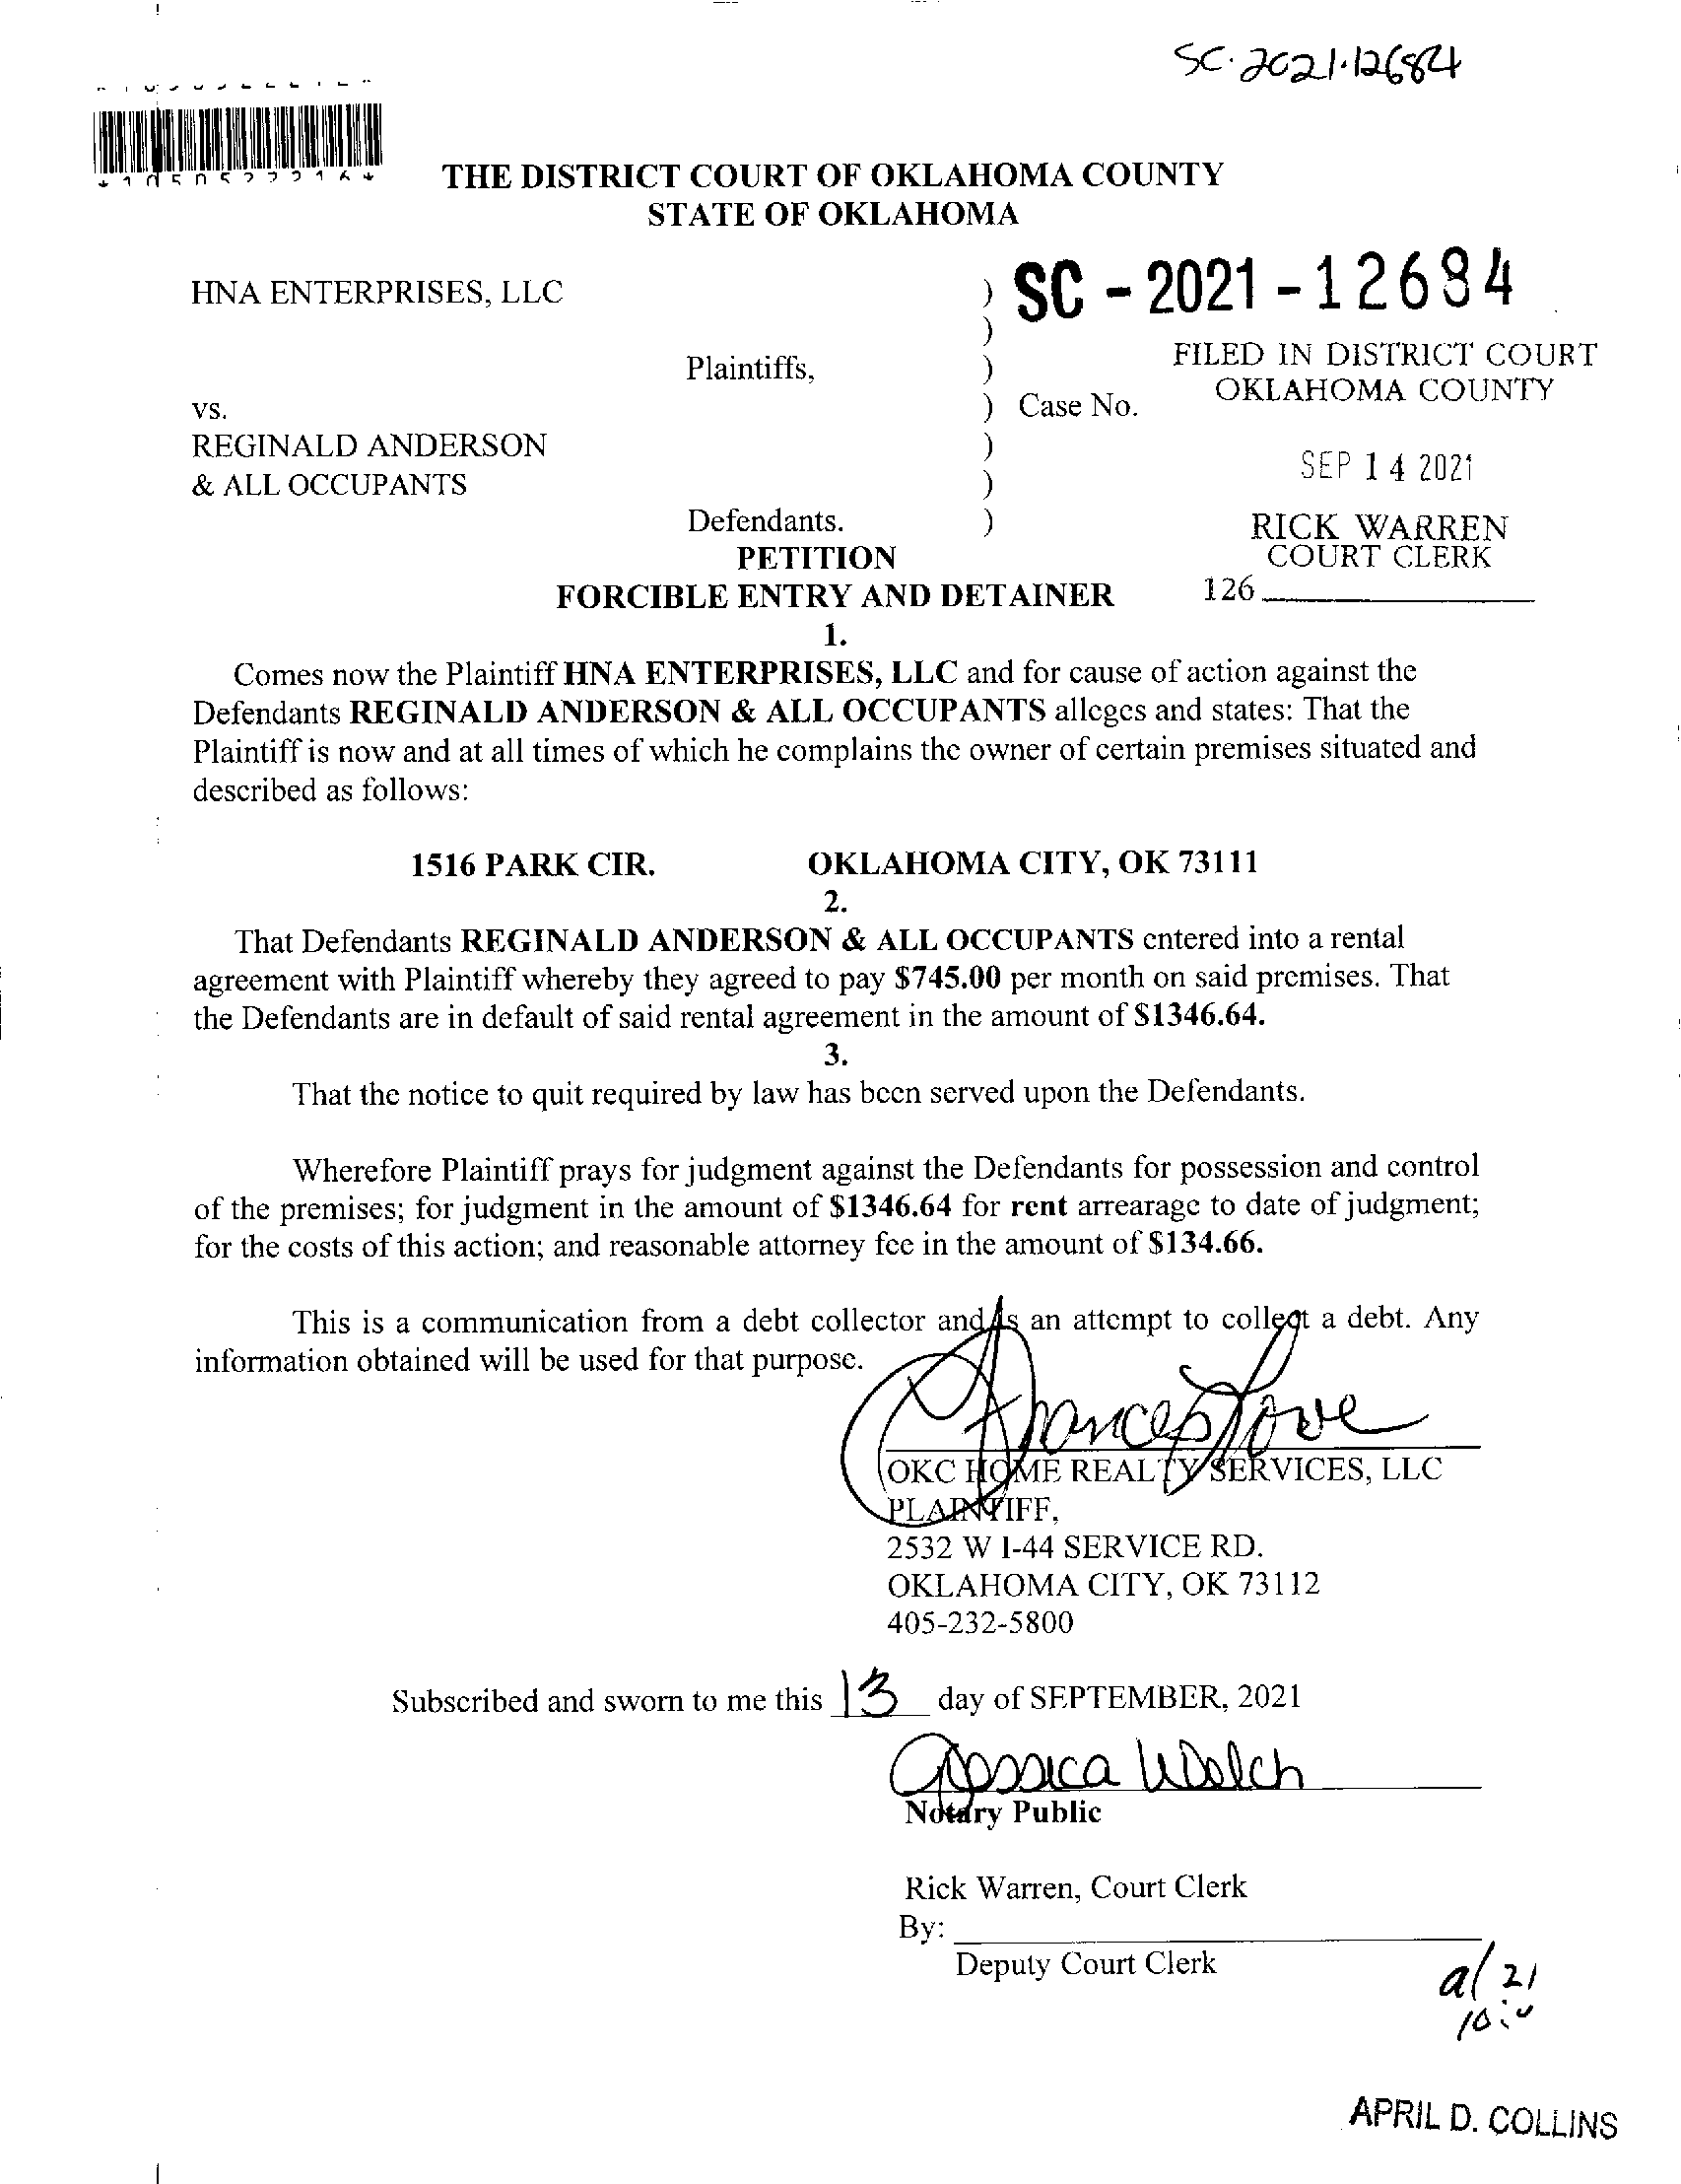 SC-2021-12684
THE DISTRICT COURT OF OKLAHOMA COUNTY
STATE OF OKLAHOMA
HNA ENTERPRISES, LLC ) SC - 2021 - 12684
)
Plaintiffs, ) FILED IN DISTRICT COURT
OKLAHOMA COUNTY
vs. ) Case No.
REGINALD ANDERSON )
& ALL OCCUPANTS ) SEP 14 2021
Defendants. ) RICK WARREN
PETITION COURT CLERK
FORCIBLE ENTRY AND DETAINER 126
1.
Comes now the Plaintiff HNA ENTERPRISES, LLC and for cause of action against the
Defendants REGINALD ANDERSON & ALL OCCUPANTS alleges and states: That the
Plaintiff is now and at all times of which he complains the owner of certain premises situated and
described as follows:
1516 PARK CIR. OKLAHOMA CITY, OK 73111
2.
That Defendants REGINALD ANDERSON & ALL OCCUPANTS entered into a rental
agreement with Plaintiff whereby they agreed to pay $745.00 per month on said premises. That
the Defendants are in default of said rental agreement in the amount of $1346.64.
3.
That the notice to quit required by law has been served upon the Defendants.
Wherefore Plaintiff prays for judgment against the Defendants for possession and control
of the premises; for judgment in the amount of $1346.64 for rent arrearage to date of judgment;
for the costs of this action; and reasonable attorney fee in the amount of $134.66.
This is a communication from a debt collector and is an attempt to collect a debt. Any
information obtained will be used for that purpose.
Frances Love
OKC HOME REALTY SERVICES, LLC
PLAINTIFF,
2532 W I-44 SERVICE RD.
OKLAHOMA CITY, OK 73112
405-232-5800
Subscribed and sworn to me this 13 day of SEPTEMBER, 2021
Jessica Welch
Notary Public
Rick Warren, Court Clerk
By:
Deputy Court Clerk
APRIL D. COLLINS